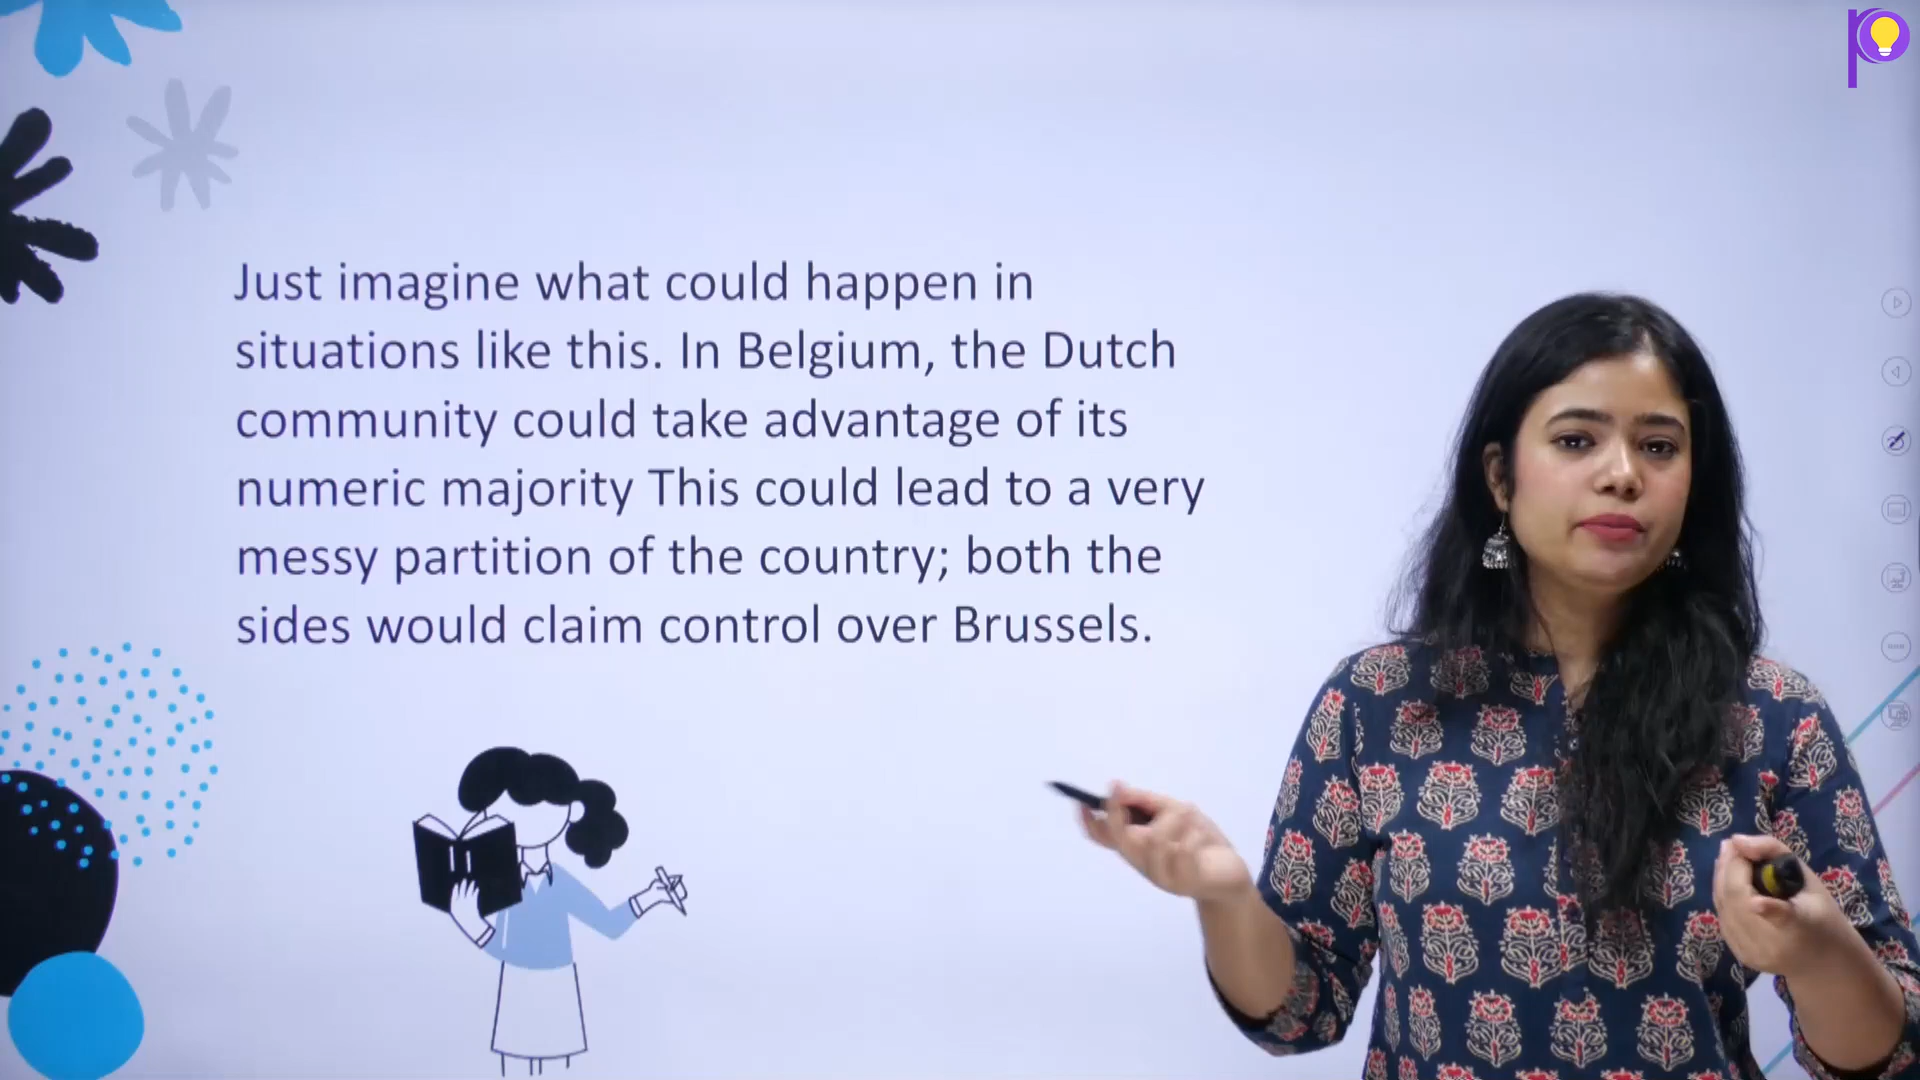 Just imagine what could happen in
situations like this. In Belgium, the Dutch
community could take advantage of its
numeric majority This could lead to a very
messy partition of the country; both the
sides would claim control over Brussels.